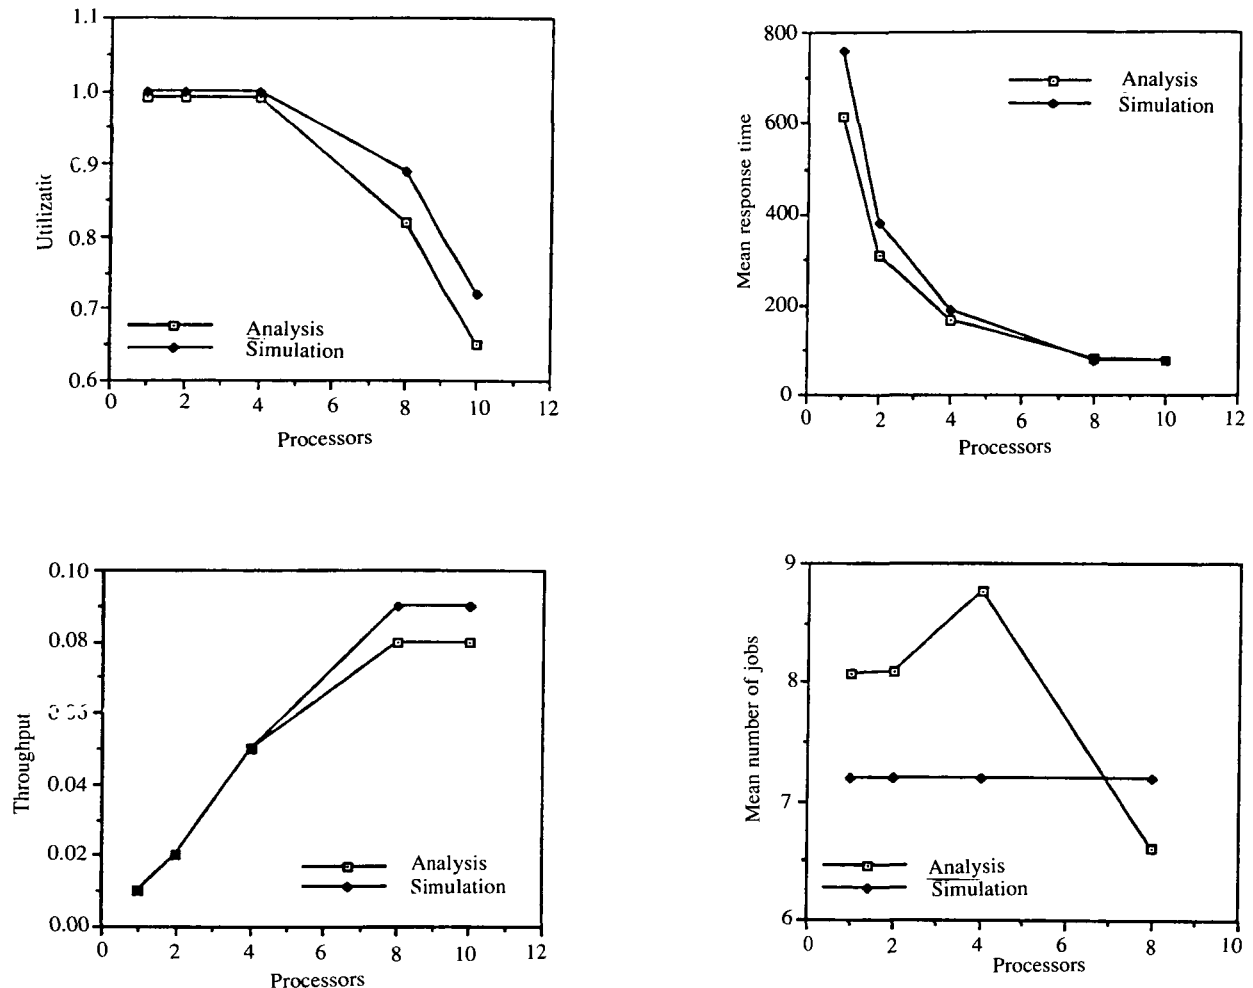 1.1
1.0
0.8
0.7
0.6
0 2 4 6 8 10 12
Processors
Analysis
Simulation
800
600
400
200
0
0 2 4 6 8 10 12
Mean response time
Processors
Analysis
Simulation
0.10
0.08
0.04
0.02
0.00
0 2 4 6 8 10 12
Throughput
Processors
Analysis
Simulation
9
8
7
6
0 2 4 6 8 10
Mean number of jobs
Processors
Analysis
Simulation